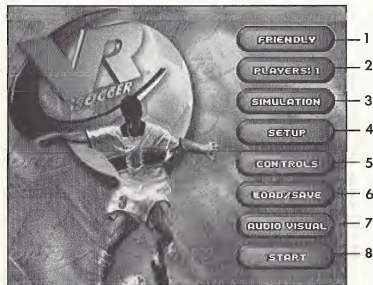 VR
SOCCER
FRIENDLY 1
PLAYERS: 1 2
SIMULATION 3
SETUP 4
CONTROLS 5
LOAD/SAVE 6
AUDIO VISUAL 7
START 8
9